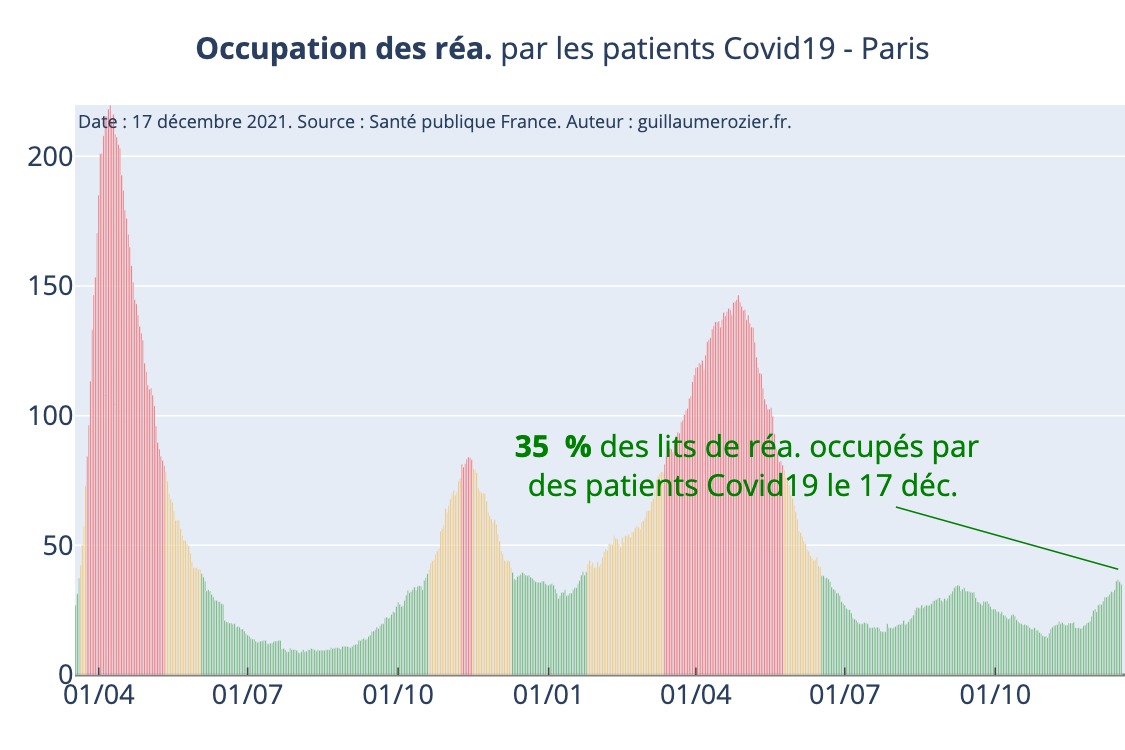 Occupation des réa. par les patients Covid19 - Paris
Date : 17 décembre 2021. Source : Santé publique France. Auteur : guillaumerozier.fr.
200
150
100
35 % des lits de réa. occupés par
des patients Covid19 le 17 déc.
50
0
01/04 01/07 01/10 01/01 01/04 01/07 01/10